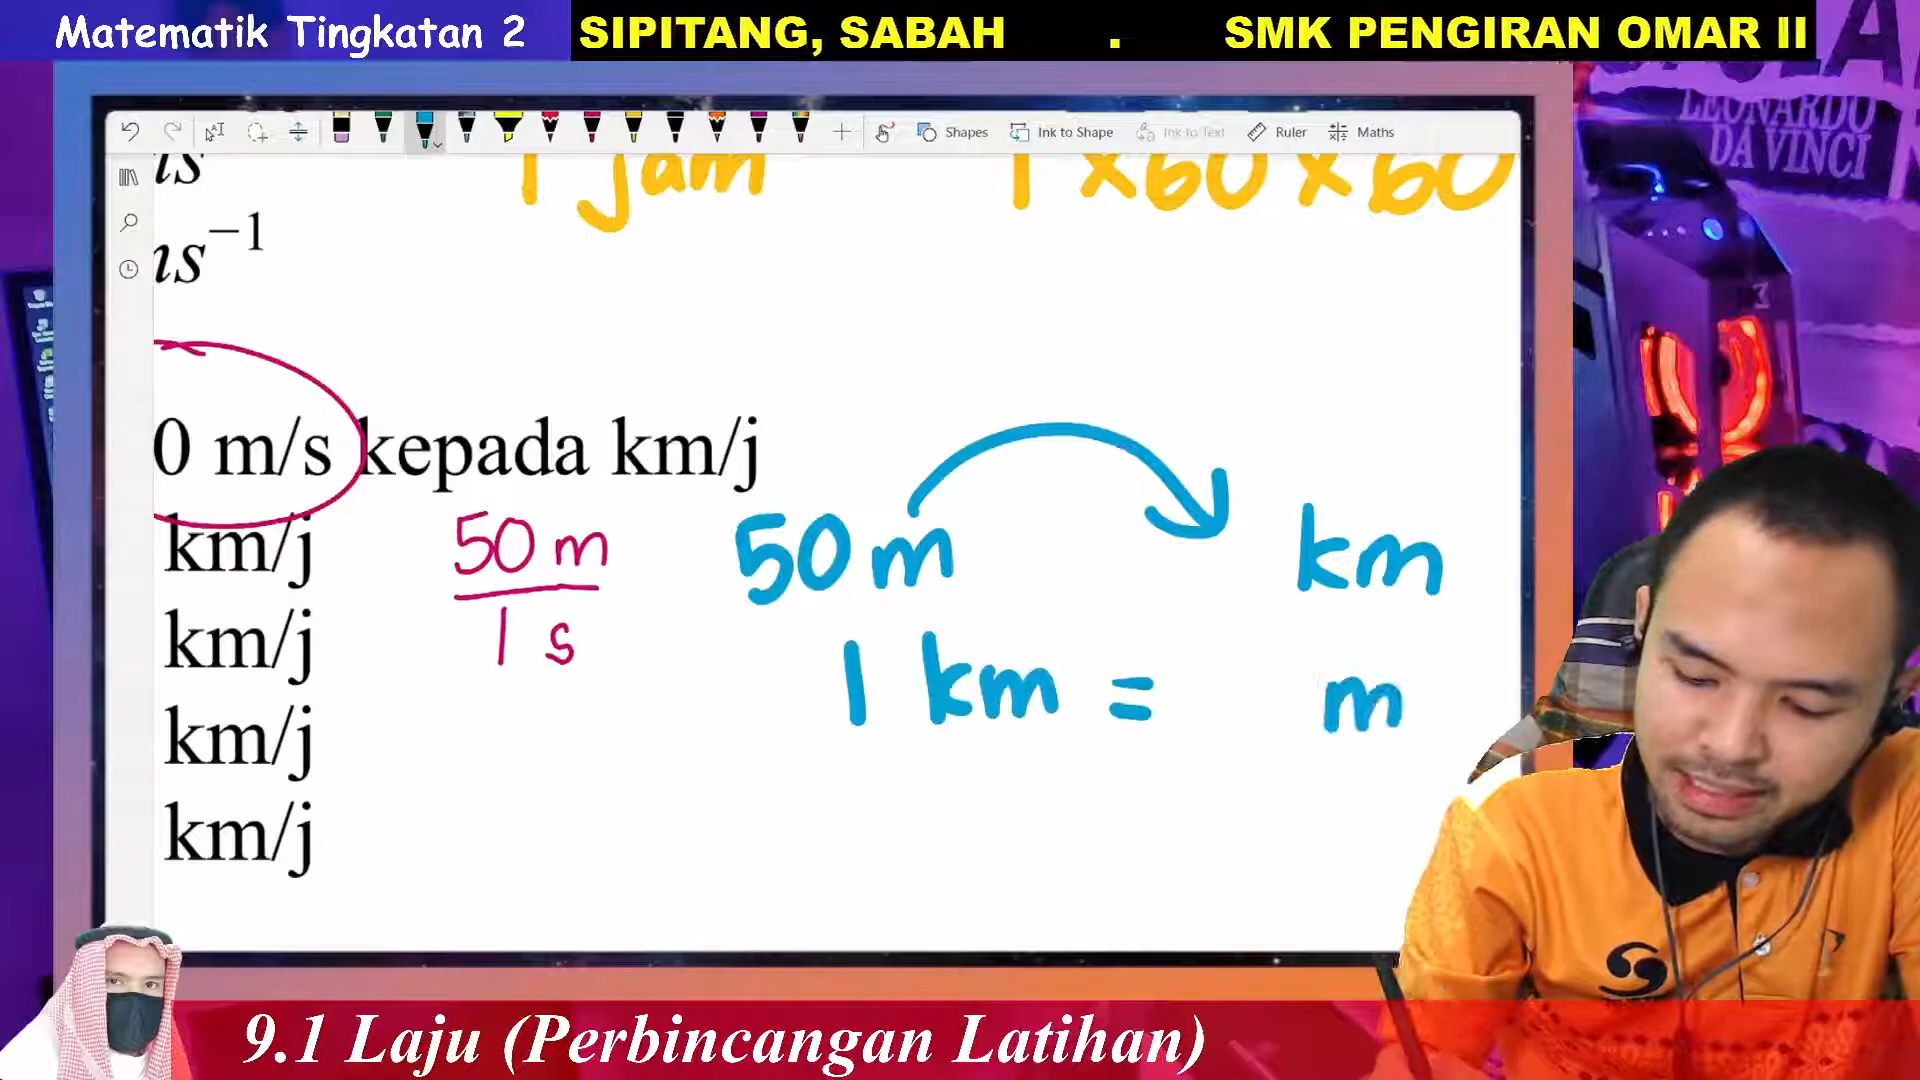 Matematik Tingkatan 2
SIPITANG, SABAH . SMK PENGIRAN OMAR II
LEONARDO
DA VINCI
Shapes Ink to Shape Ink to Text Ruler Maths
1 Jam 1 x 60 x 60
0 m/s kepada km/j
km/j
km/j
km/j
km/j
50 m
1 s
50 m km
1 km = m
9.1 Laju (Perbincangan Latihan)